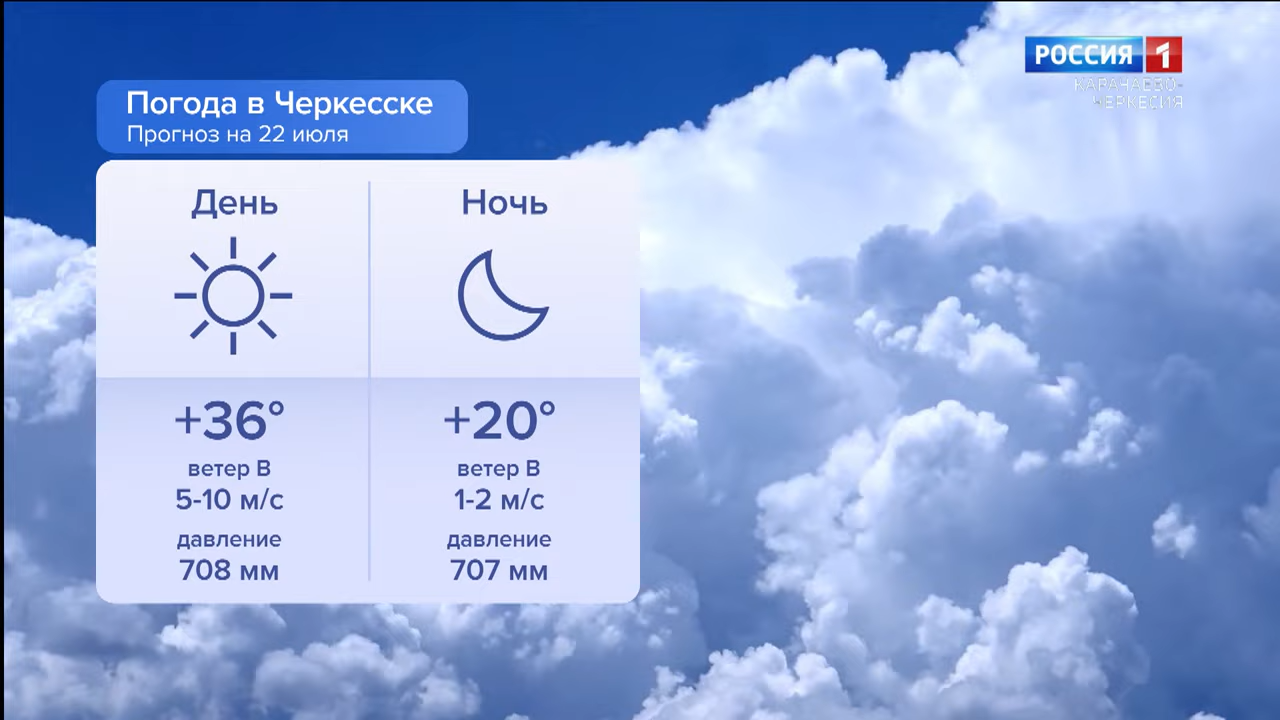 РОССИЯ 1
КАРАЧАЕВО-
ЧЕРКЕСИЯ
Погода в Черкесске
Прогноз на 22 июля
День
+36°
ветер В
5-10 м/с
давление
708 мм
Ночь
+20°
ветер В
1-2 м/с
давление
707 мм